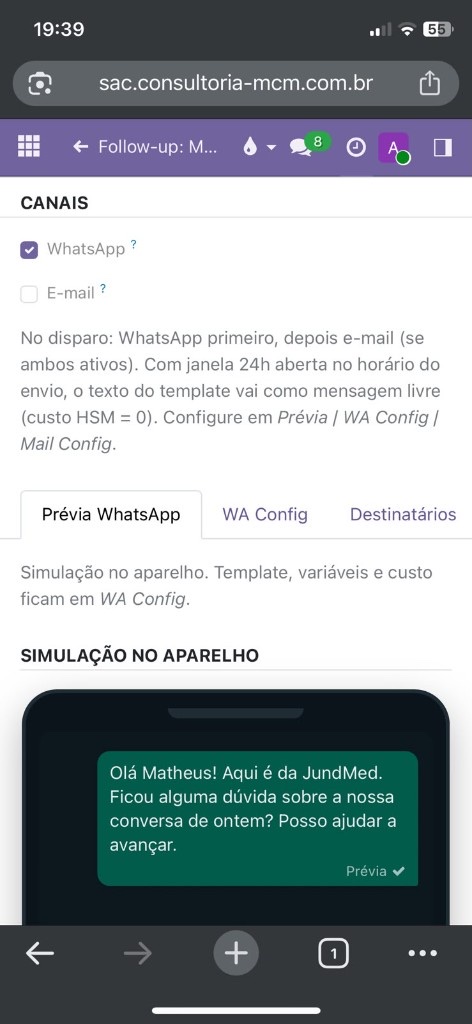 19:39
55
sac.consultoria-mcm.com.br
Follow-up: M...
8
A
CANAIS
WhatsApp ?
E-mail ?
No disparo: WhatsApp primeiro, depois e-mail (se
ambos ativos). Com janela 24h aberta no horário do
envio, o texto do template vai como mensagem livre
(custo HSM = 0). Configure em Prévia / WA Config /
Mail Config.
Prévia WhatsApp
WA Config
Destinatários
Simulação no aparelho. Template, variáveis e custo
ficam em WA Config.
SIMULAÇÃO NO APARELHO
Olá Matheus! Aqui é da JundMed.
Ficou alguma dúvida sobre a nossa
conversa de ontem? Posso ajudar a
avançar.
Prévia
1